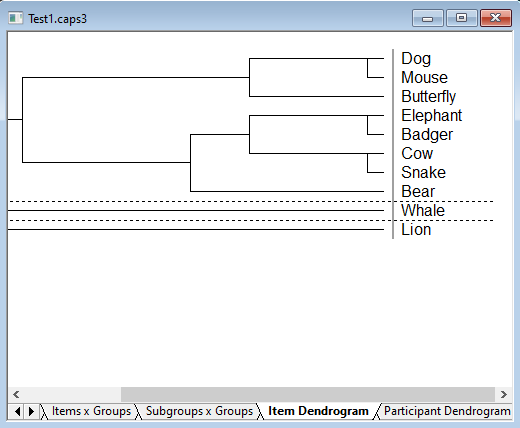 Test1.caps3
Dog
Mouse
Butterfly
Elephant
Badger
Cow
Snake
Bear
Whale
Lion
Items x Groups Subgroups x Groups Item Dendrogram Participant Dendrogram